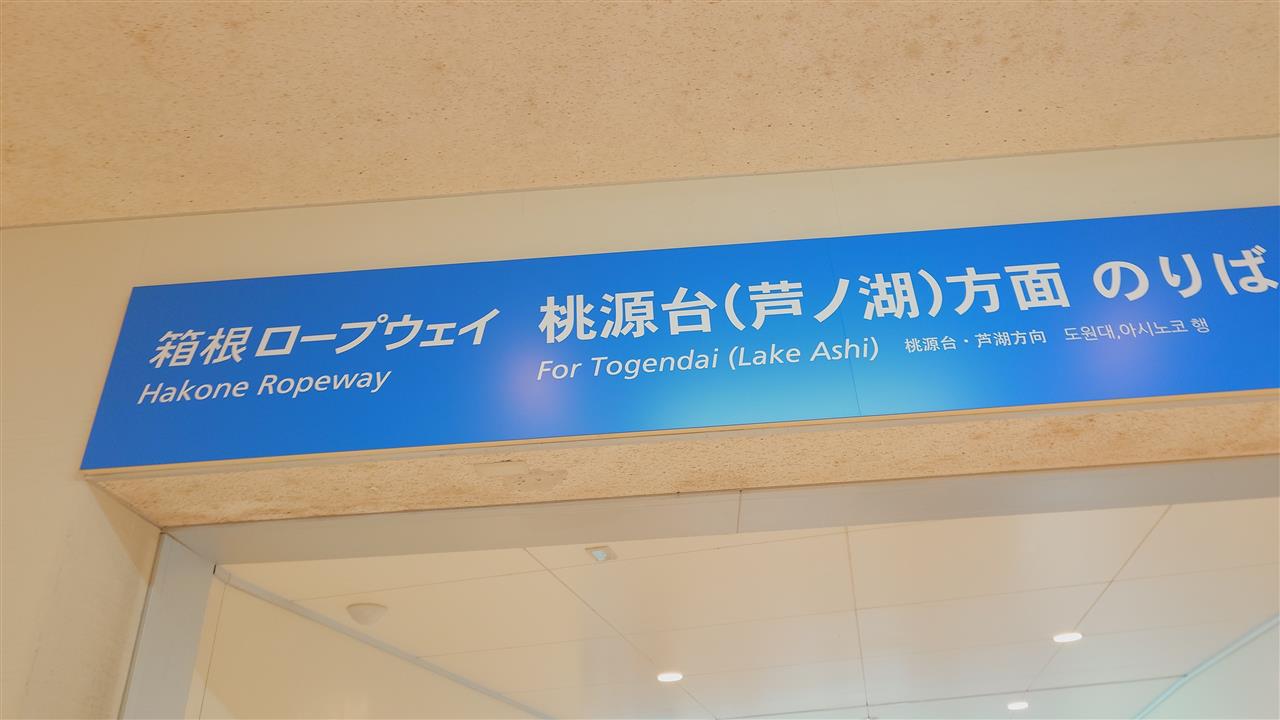 箱根ロープウェイ 桃源台(芦ノ湖)方面 のりば
Hakone Ropeway For Togendai (Lake Ashi) 桃源台・芦湖方向 도원대,아시노코 행